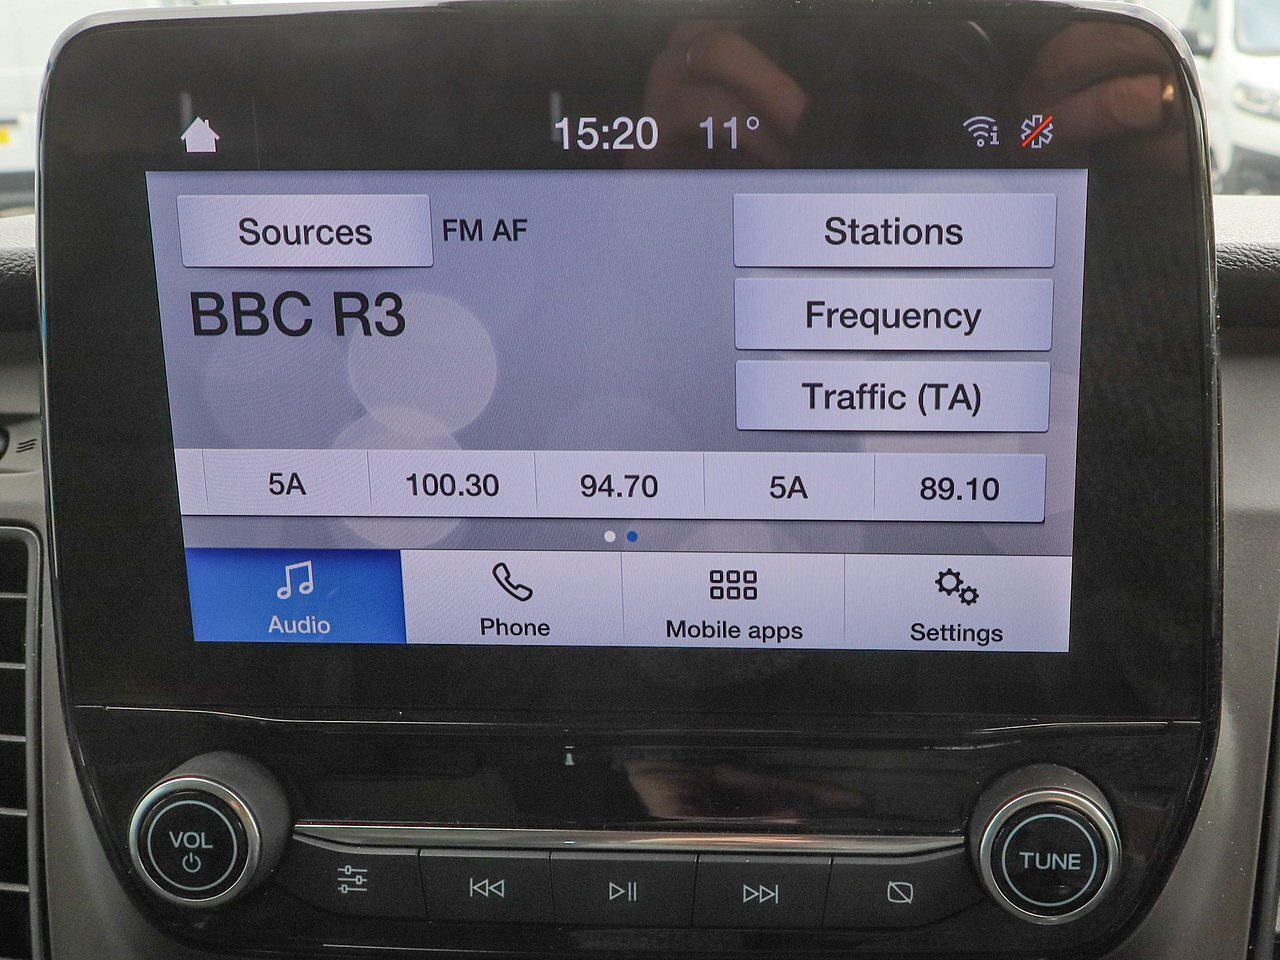 15:20 11°
Sources FM AF Stations
BBC R3
Frequency
Traffic (TA)
5A 100.30 94.70 5A 89.10
Audio Phone Mobile apps Settings
VOL
TUNE